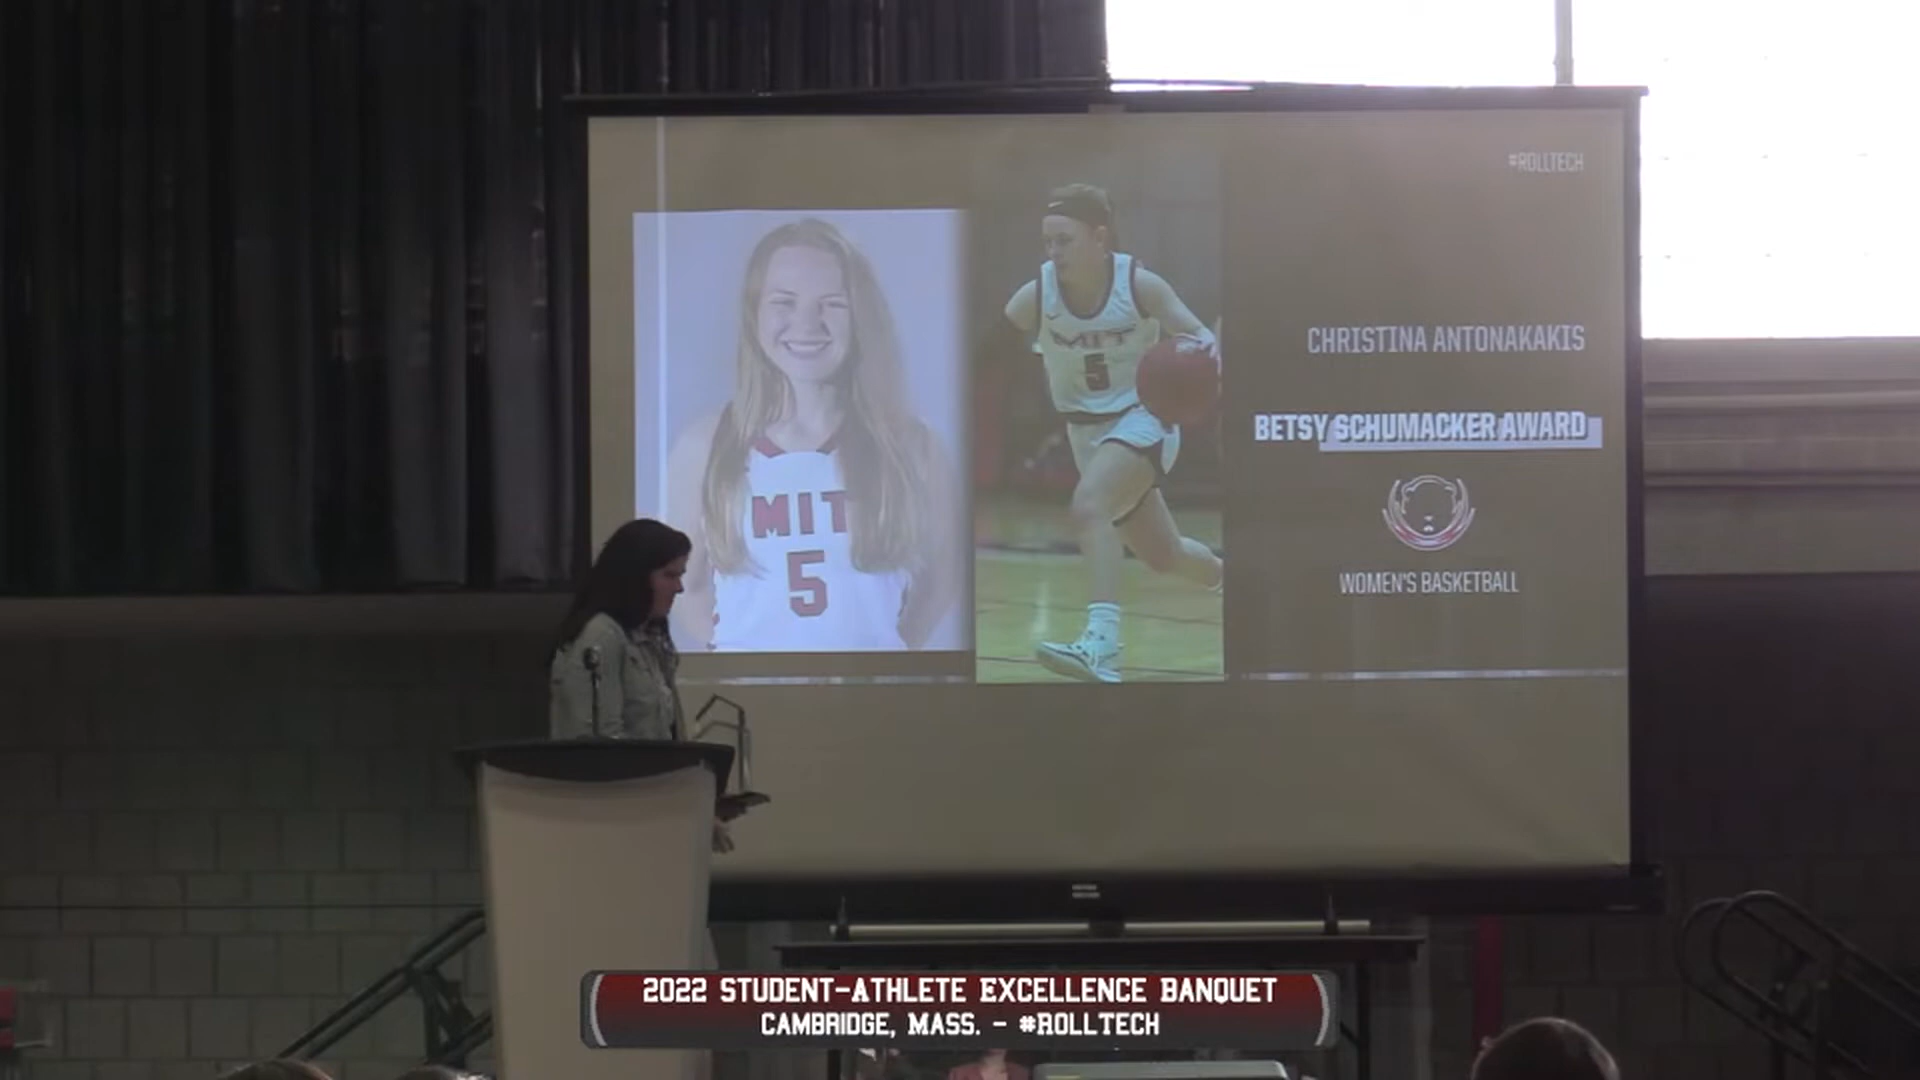 #ROLLTECH
CHRISTINA ANTONAKAKIS
BETSY SCHUMACKER AWARD
WOMEN'S BASKETBALL
MIT
5
MIT
5
2022 STUDENT-ATHLETE EXCELLENCE BANQUET
CAMBRIDGE, MASS. - #ROLLTECH